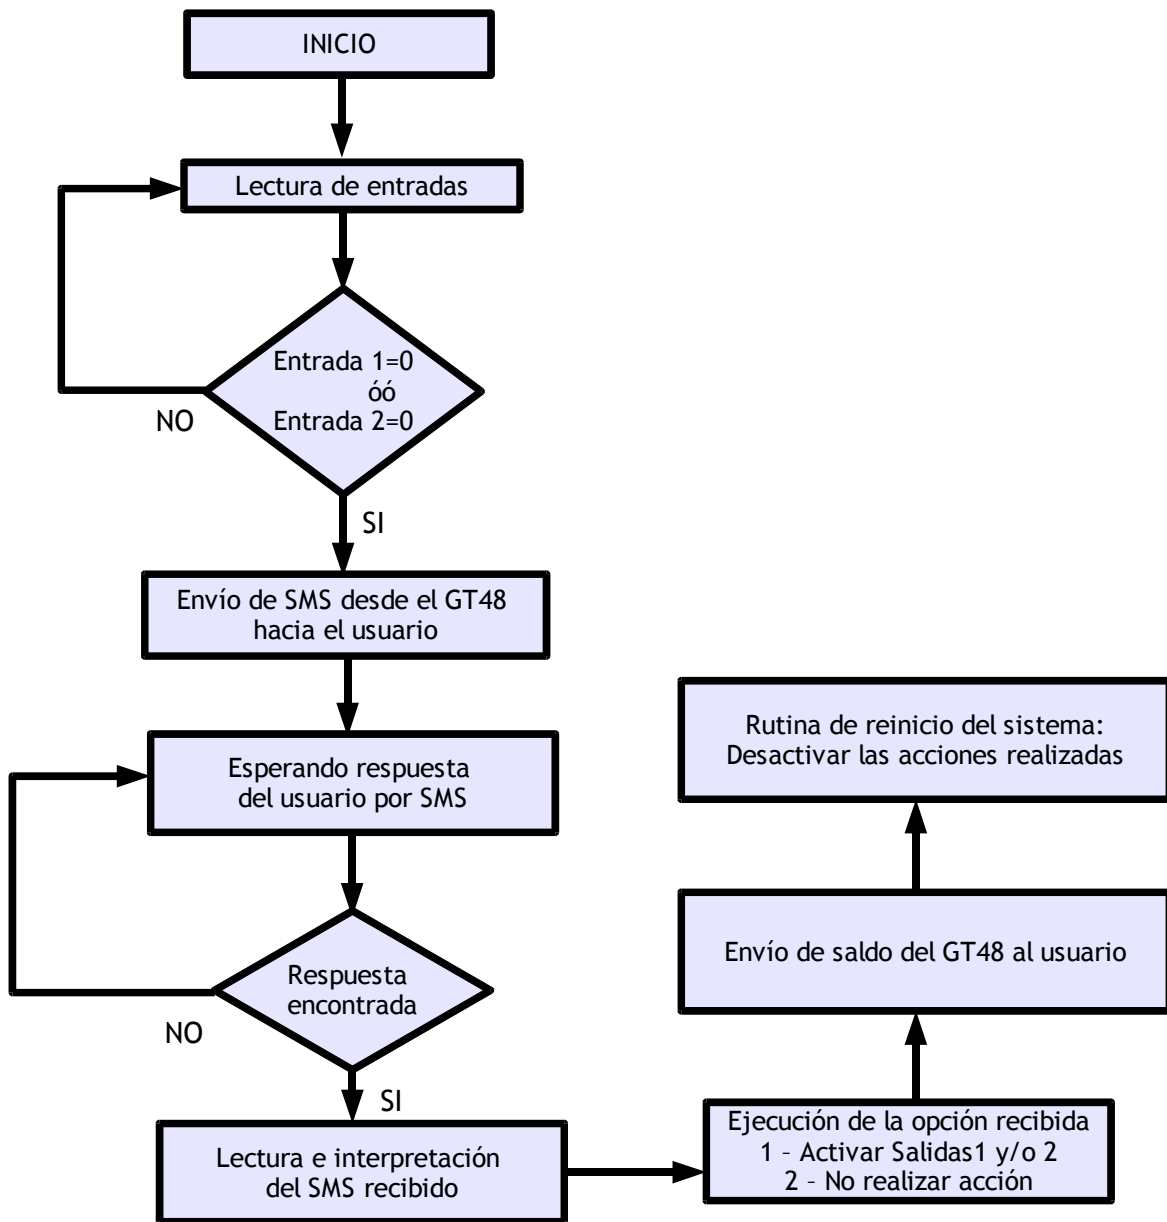 INICIO
Lectura de entradas
Entrada 1=0
óó
Entrada 2=0
NO
SI
Envío de SMS desde el GT48
hacia el usuario
Esperando respuesta
del usuario por SMS
Respuesta
encontrada
NO
SI
Lectura e interpretación
del SMS recibido
Ejecución de la opción recibida
1 – Activar Salidas1 y/o 2
2 – No realizar acción
Envío de saldo del GT48 al usuario
Rutina de reinicio del sistema:
Desactivar las acciones realizadas